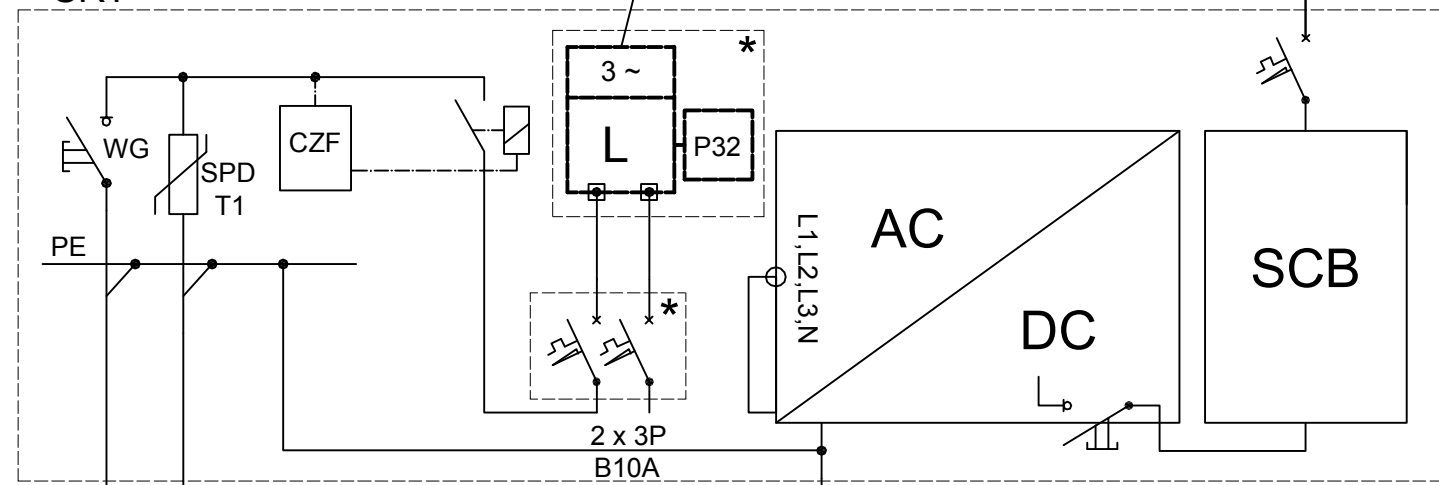 3 ~
*
WG
CZF
L
P32
SPD
T1
AC
L1,L2,L3,N
SCB
PE
*
DC
2 x 3P
B10A